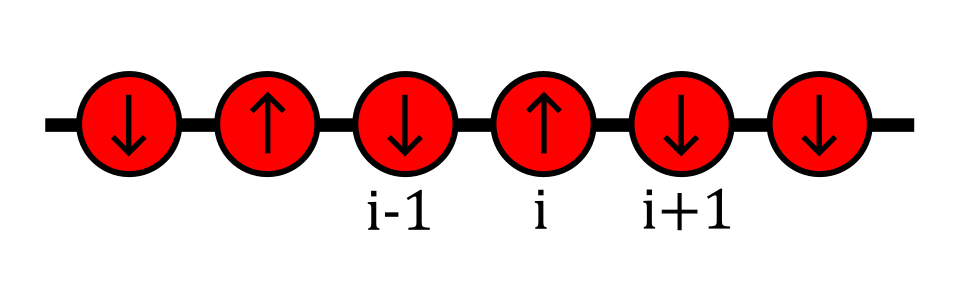 ↓ ↑ ↓ ↑ ↓ ↓
i-1 i i+1